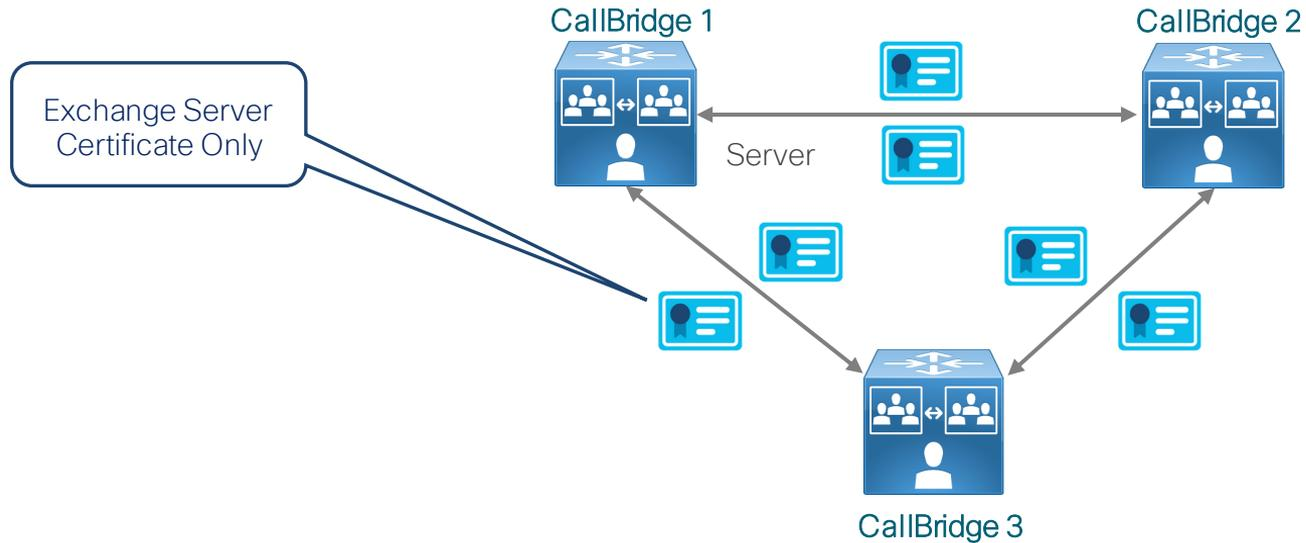 CallBridge 1
CallBridge 2
Exchange Server
Certificate Only
Server
CallBridge 3